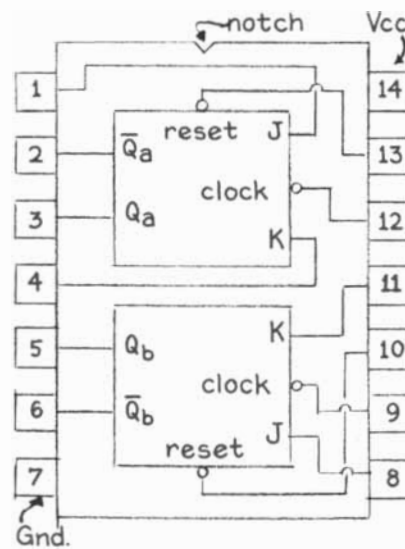 notch
Vcc
1
14
reset
J
2
Q̅a
13
clock
3
Qa
12
K
4
11
5
Qb
K
10
clock
6
Q̅b
9
J
reset
7
8
Gnd.